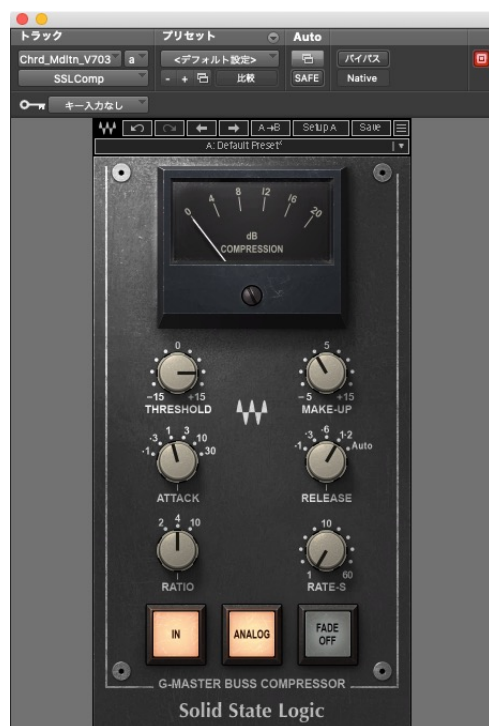 トラック プリセット Auto
Chrd_Mdltn_V703 a <デフォルト設定> バイパス
SSLComp - + 比較 SAFE Native
キー入力なし
A→B Setup A Save
A: Default Preset*
0 4 8 12 16 20
dB
COMPRESSION
0 5
-15 +15 -5 +15
THRESHOLD MAKE-UP
.1 .3 1 3 10 30 .1 .3 .6 1.2 Auto
ATTACK RELEASE
2 4 10 10
1 60
RATIO RATE-S
IN ANALOG FADE OFF
G-MASTER BUSS COMPRESSOR
Solid State Logic